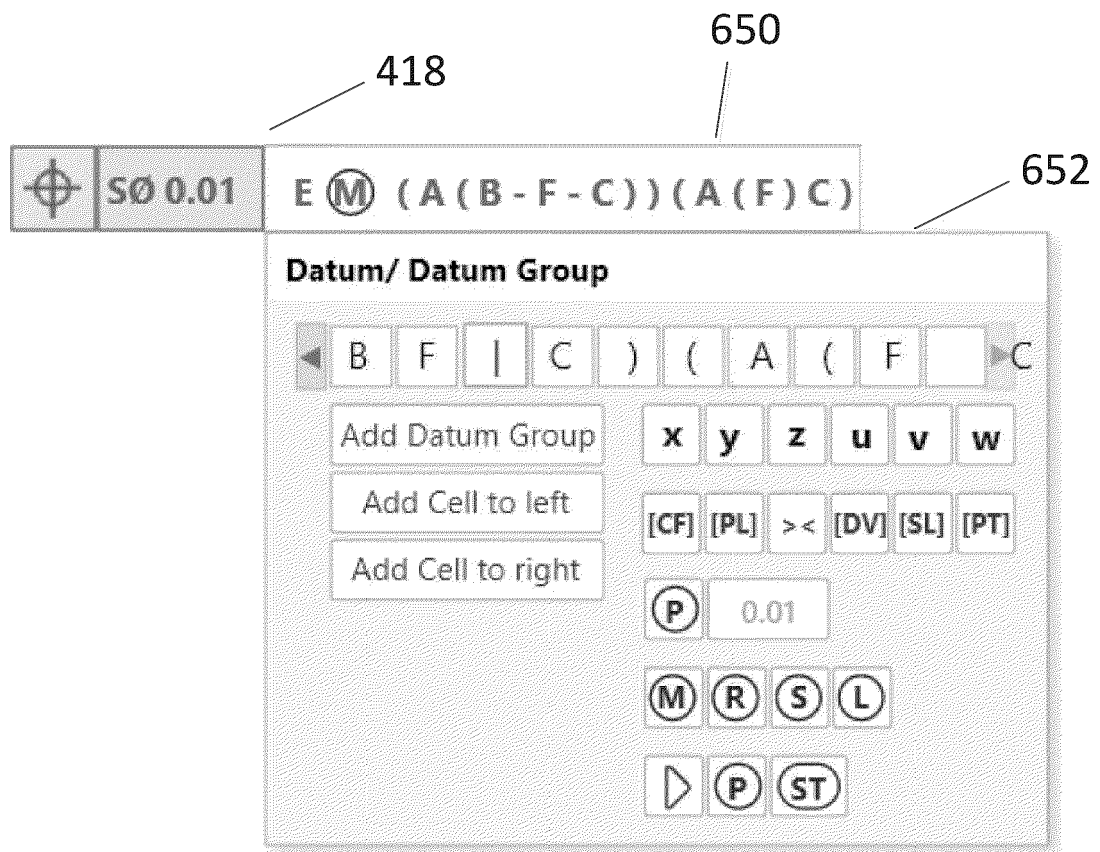 650
418
SØ 0.01 E Ⓜ (A(B-F-C))(A(F)C)
652
Datum/ Datum Group
◀ B F | C ) ( A ( F ▶ C
Add Datum Group x y z u v w
Add Cell to left
[CF] [PL] >< [DV] [SL] [PT]
Add Cell to right
Ⓟ 0.01
Ⓜ Ⓡ Ⓢ Ⓛ
▷ Ⓟ ST